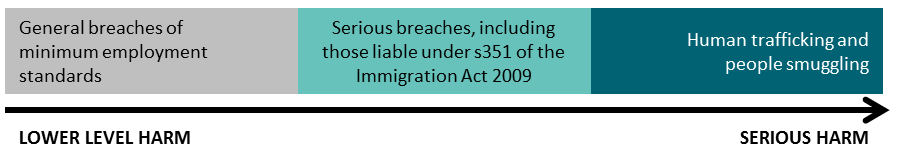 General breaches of
minimum employment
standards
Serious breaches, including
those liable under s351 of the
Immigration Act 2009
Human trafficking and
people smuggling
LOWER LEVEL HARM
SERIOUS HARM